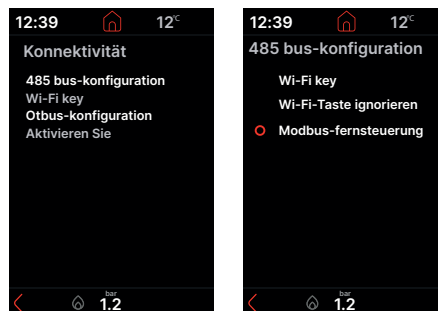 12:39
12°C
Konnektivität
485 bus-konfiguration
Wi-Fi key
Otbus-konfiguration
Aktivieren Sie
bar
1.2
12:39
12°C
485 bus-konfiguration
Wi-Fi key
Wi-Fi-Taste ignorieren
Modbus-fernsteuerung
bar
1.2